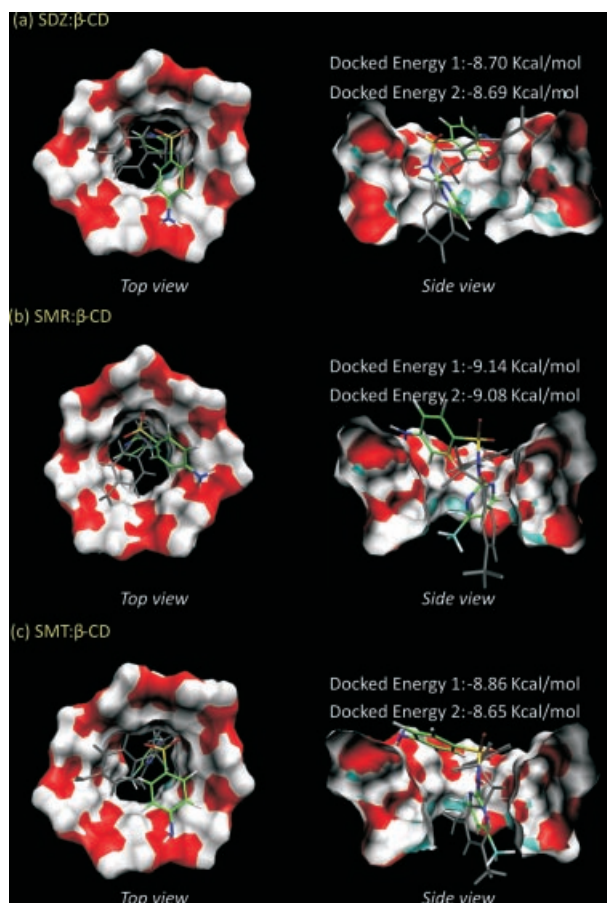 (a) SDZ:β-CD
Docked Energy 1:-8.70 Kcal/mol
Docked Energy 2:-8.69 Kcal/mol
Top view
Side view
(b) SMR:β-CD
Docked Energy 1:-9.14 Kcal/mol
Docked Energy 2:-9.08 Kcal/mol
Top view
Side view
(c) SMT:β-CD
Docked Energy 1:-8.86 Kcal/mol
Docked Energy 2:-8.65 Kcal/mol
Top view
Side view